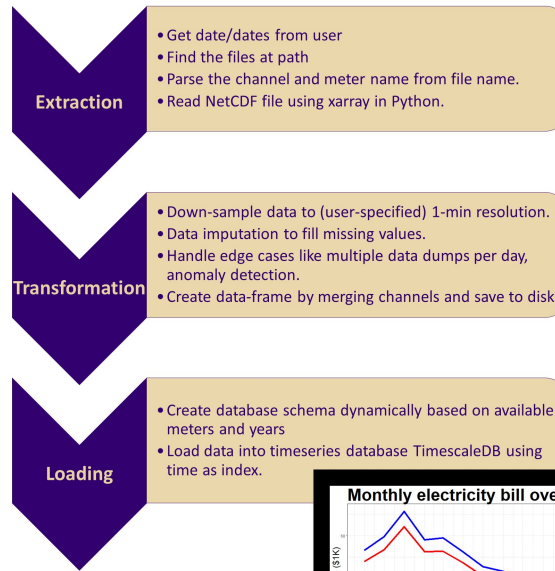 Extraction
• Get date/dates from user
• Find the files at path
• Parse the channel and meter name from file name.
• Read NetCDF file using xarray in Python.
Transformation
• Down-sample data to (user-specified) 1-min resolution.
• Data imputation to fill missing values.
• Handle edge cases like multiple data dumps per day,
anomaly detection.
• Create data-frame by merging channels and save to disk
Loading
• Create database schema dynamically based on available
meters and years
• Load data into timeseries database TimescaleDB using
time as index.
Monthly electricity bill ove
($1K)